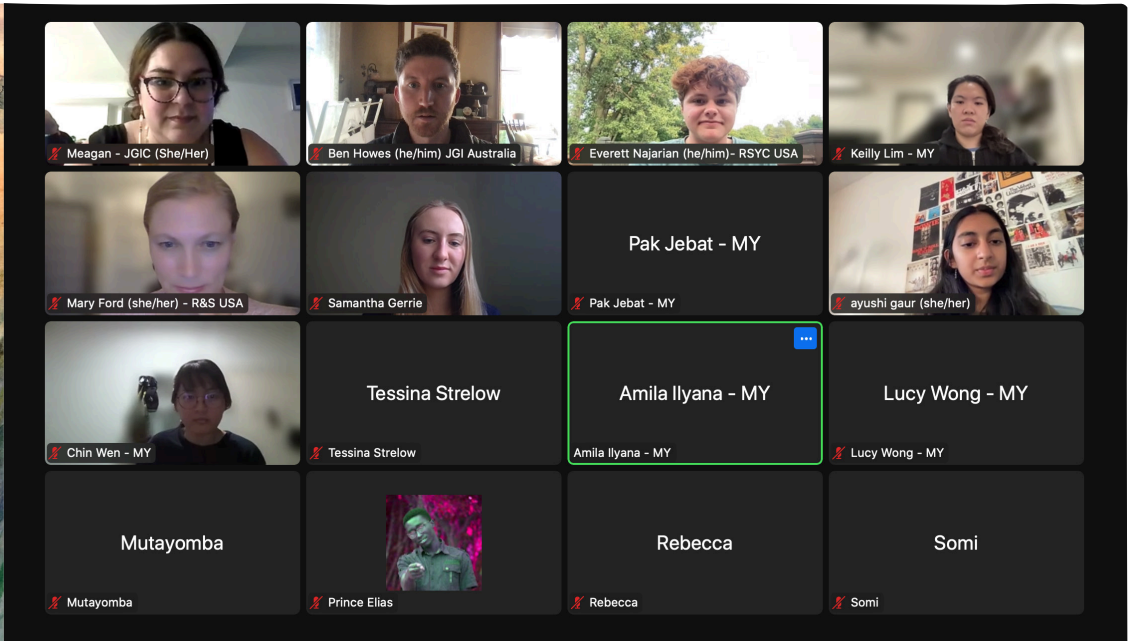 Meagan - JGIC (She/Her)
Ben Howes (he/him) JGI Australia
Everett Najarian (he/him)- RSYC USA
Keilly Lim - MY
Mary Ford (she/her) - R&S USA
Samantha Gerrie
Pak Jebat - MY
Pak Jebat - MY
ayushi gaur (she/her)
Chin Wen - MY
Tessina Strelow
Tessina Strelow
Amila Ilyana - MY
Amila Ilyana - MY
Lucy Wong - MY
Lucy Wong - MY
Mutayomba
Mutayomba
Prince Elias
Rebecca
Rebecca
Somi
Somi